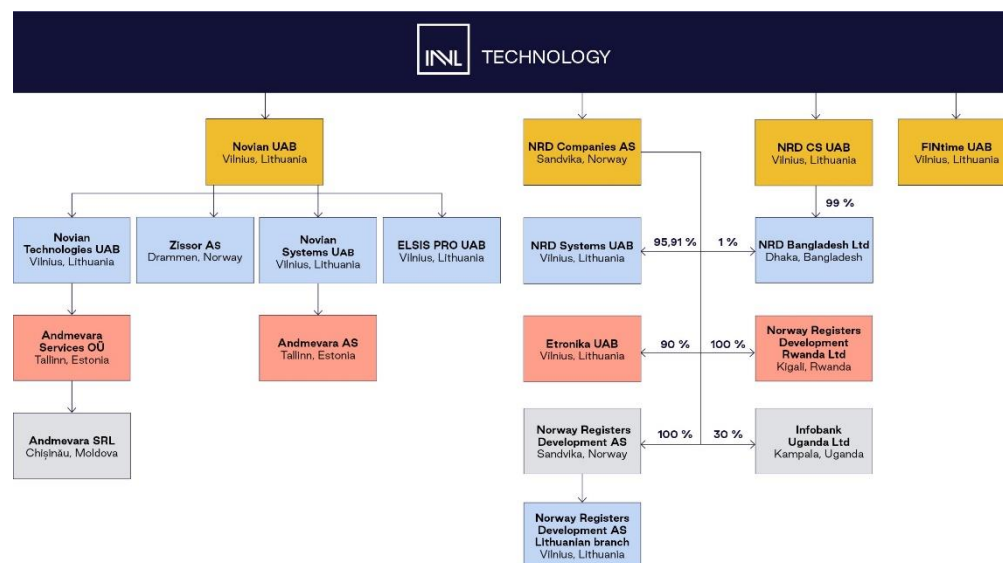 INVL TECHNOLOGY
Novian UAB
Vilnius, Lithuania
NRD Companies AS
Sandvika, Norway
NRD CS UAB
Vilnius, Lithuania
FINtime UAB
Vilnius, Lithuania
99 %
Novian
Technologies UAB
Vilnius, Lithuania
Zissor AS
Drammen, Norway
Novian
Systems UAB
Vilnius, Lithuania
ELSIS PRO UAB
Vilnius, Lithuania
NRD Systems UAB
Vilnius, Lithuania
95,91 %
1 %
NRD Bangladesh Ltd
Dhaka, Bangladesh
Andmevara
Services OÜ
Tallinn, Estonia
Andmevara AS
Tallinn, Estonia
Etronika UAB
Vilnius, Lithuania
90 %
100 %
Norway Registers
Development
Rwanda Ltd
Kigali, Rwanda
Andmevara SRL
Chișinău, Moldova
Norway Registers
Development AS
Sandvika, Norway
100 %
30 %
Infobank
Uganda Ltd
Kampala, Uganda
Norway Registers
Development AS
Lithuanian branch
Vilnius, Lithuania